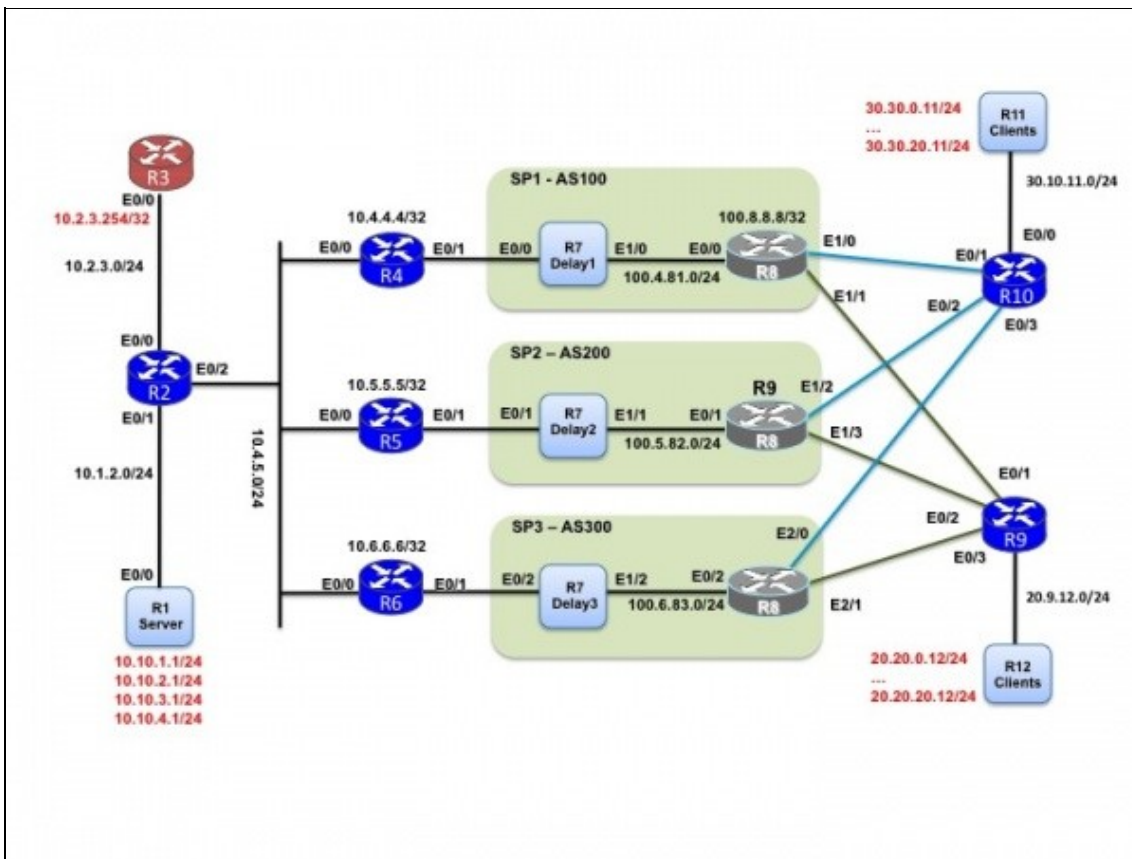 R3
E0/0
10.2.3.254/32
10.2.3.0/24
E0/0
R2
E0/2
E0/1
10.1.2.0/24
E0/0
R1
Server
10.10.1.1/24
10.10.2.1/24
10.10.3.1/24
10.10.4.1/24
10.4.5.0/24
10.4.4.4/32
E0/0
R4
E0/1
10.5.5.5/32
E0/0
R5
E0/1
10.6.6.6/32
E0/0
R6
E0/1
SP1 - AS100
E0/0
R7
Delay1
E1/0
100.4.81.0/24
E0/0
100.8.8.8/32
R8
E1/0
E1/1
SP2 – AS200
E0/1
R7
Delay2
E1/1
100.5.82.0/24
E0/1
R9
R8
E1/2
E1/3
SP3 – AS300
E0/2
R7
Delay3
E1/2
100.6.83.0/24
E0/2
R8
E2/0
E2/1
30.30.0.11/24
...
30.30.20.11/24
R11
Clients
30.10.11.0/24
E0/0
E0/1
R10
E0/2
E0/3
E0/1
E0/2
R9
E0/3
20.9.12.0/24
20.20.0.12/24
...
20.20.20.12/24
R12
Clients